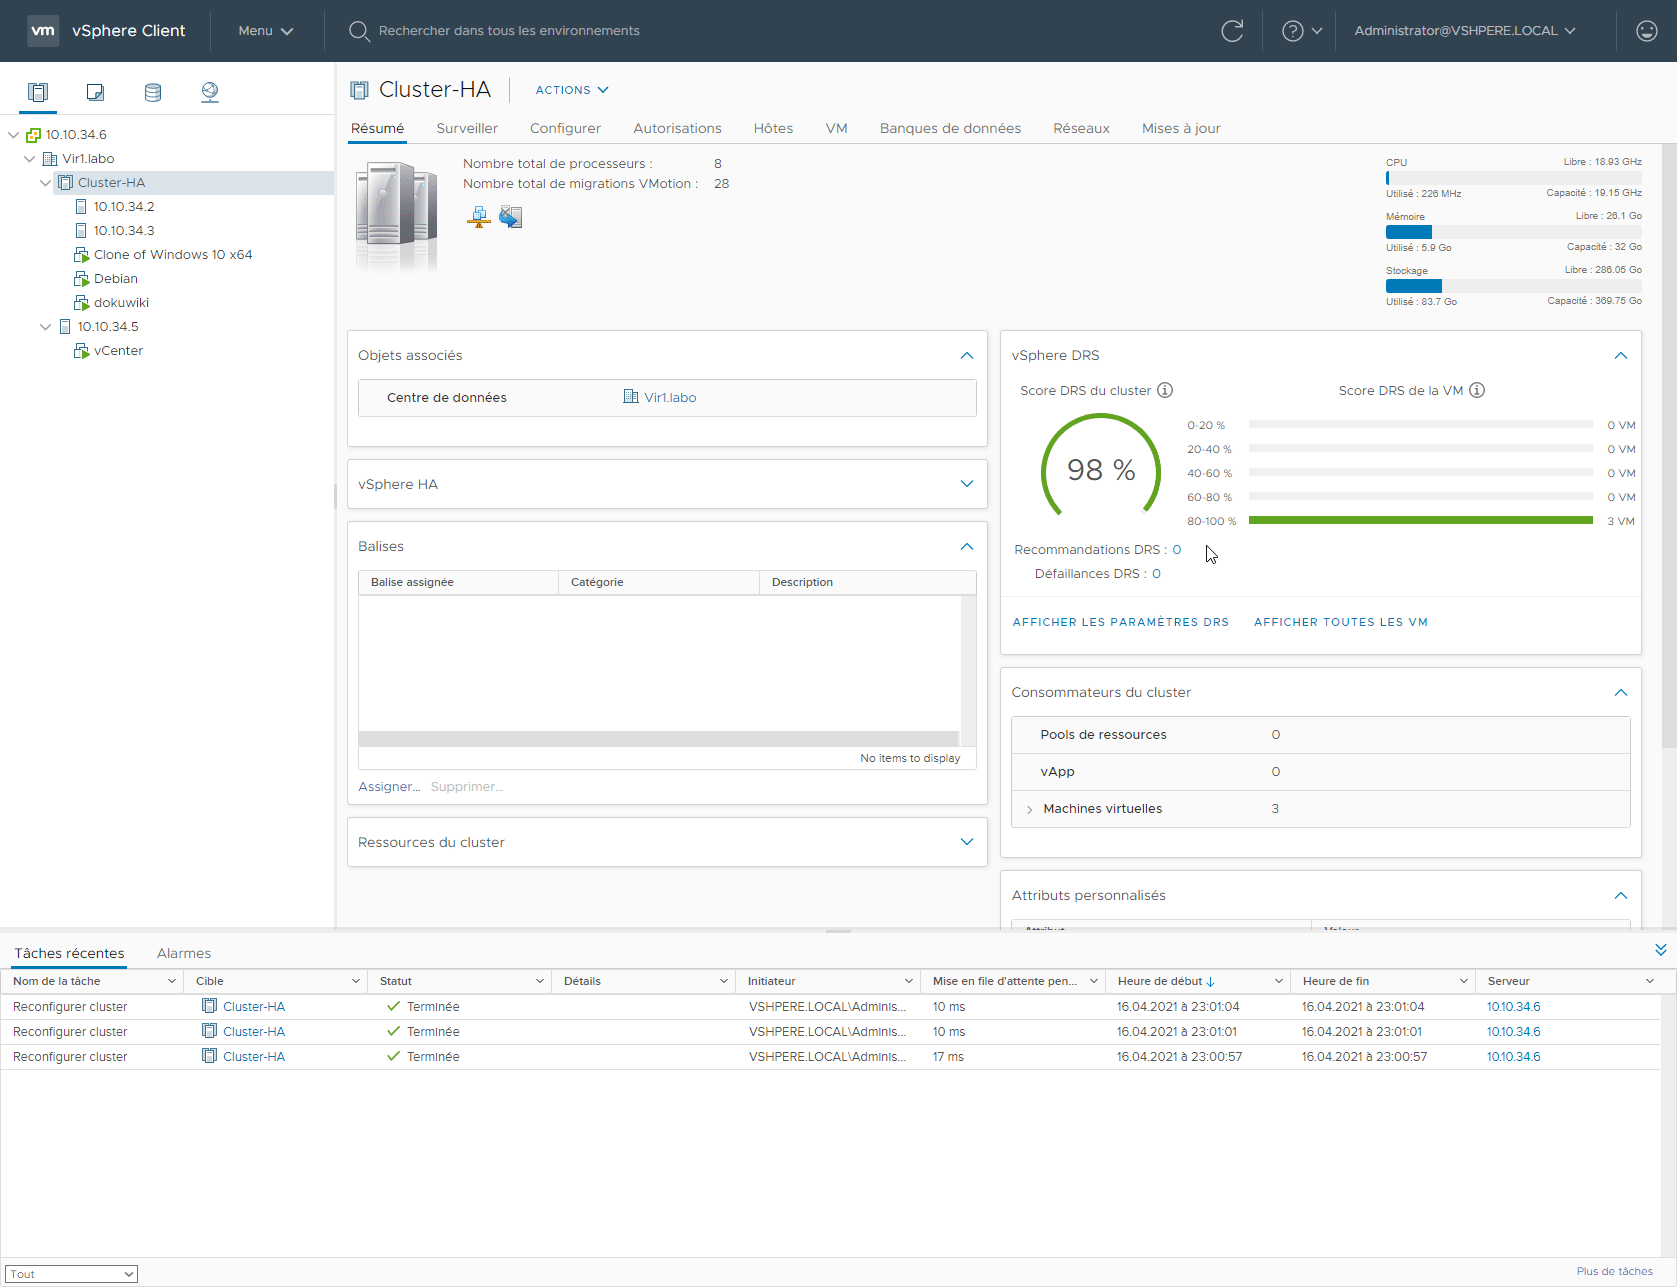 vm vSphere Client Menu Rechercher dans tous les environnements Administrator@VSHPERE.LOCAL
10.10.34.6
Vir1.labo
Cluster-HA
10.10.34.2
10.10.34.3
Clone of Windows 10 x64
Debian
dokuwiki
10.10.34.5
vCenter
Cluster-HA ACTIONS
Résumé Surveiller Configurer Autorisations Hôtes VM Banques de données Réseaux Mises à jour
Nombre total de processeurs : 8
Nombre total de migrations VMotion : 28
CPU Libre : 18.93 GHz
Utilisé : 226 MHz Capacité : 19.15 GHz
Mémoire Libre : 26.1 Go
Utilisé : 5.9 Go Capacité : 32 Go
Stockage Libre : 286.05 Go
Utilisé : 83.7 Go Capacité : 369.75 Go
Objets associés
Centre de données Vir1.labo
vSphere HA
Balises
Balise assignée Catégorie Description
No items to display
Assigner... Supprimer...
Ressources du cluster
vSphere DRS
Score DRS du cluster Score DRS de la VM
98 %
0-20 % 0 VM
20-40 % 0 VM
40-60 % 0 VM
60-80 % 0 VM
80-100 % 3 VM
Recommandations DRS : 0
Défaillances DRS : 0
AFFICHER LES PARAMÈTRES DRS AFFICHER TOUTES LES VM
Consommateurs du cluster
Pools de ressources 0
vApp 0
Machines virtuelles 3
Attributs personnalisés
Attribut Valeur
Tâches récentes Alarmes
Nom de la tâche Cible Statut Détails Initiateur Mise en file d'attente pen... Heure de début Heure de fin Serveur
Reconfigurer cluster Cluster-HA Terminée VSHPERE.LOCAL\Adminis... 10 ms 16.04.2021 à 23:01:04 16.04.2021 à 23:01:04 10.10.34.6
Reconfigurer cluster Cluster-HA Terminée VSHPERE.LOCAL\Adminis... 10 ms 16.04.2021 à 23:01:01 16.04.2021 à 23:01:01 10.10.34.6
Reconfigurer cluster Cluster-HA Terminée VSHPERE.LOCAL\Adminis... 17 ms 16.04.2021 à 23:00:57 16.04.2021 à 23:00:57 10.10.34.6
Tout Plus de tâches